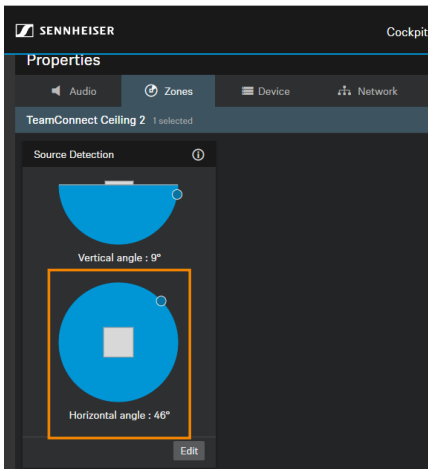 SENNHEISER
Cockpit
Properties
Audio
Zones
Device
Network
TeamConnect Ceiling 2 1 selected
Source Detection
Vertical angle : 9°
Horizontal angle : 46°
Edit